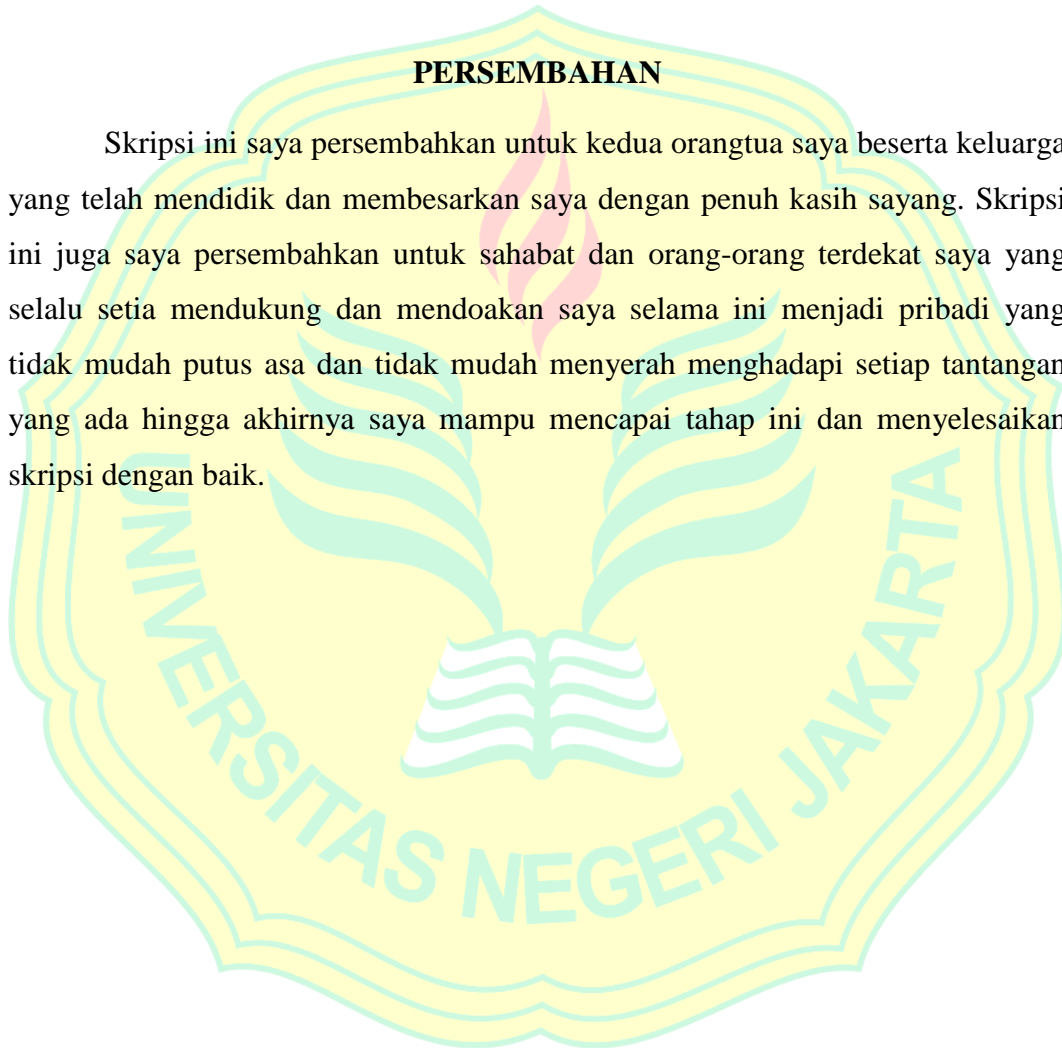 PERSEMBAHAN
Skripsi ini saya persembahkan untuk kedua orangtua saya beserta keluarga
yang telah mendidik dan membesarkan saya dengan penuh kasih sayang. Skripsi
ini juga saya persembahkan untuk sahabat dan orang-orang terdekat saya yang
selalu setia mendukung dan mendoakan saya selama ini menjadi pribadi yang
tidak mudah putus asa dan tidak mudah menyerah menghadapi setiap tantangan
yang ada hingga akhirnya saya mampu mencapai tahap ini dan menyelesaikan
skripsi dengan baik.
UNIVERSITAS NEGERI JAKARTA